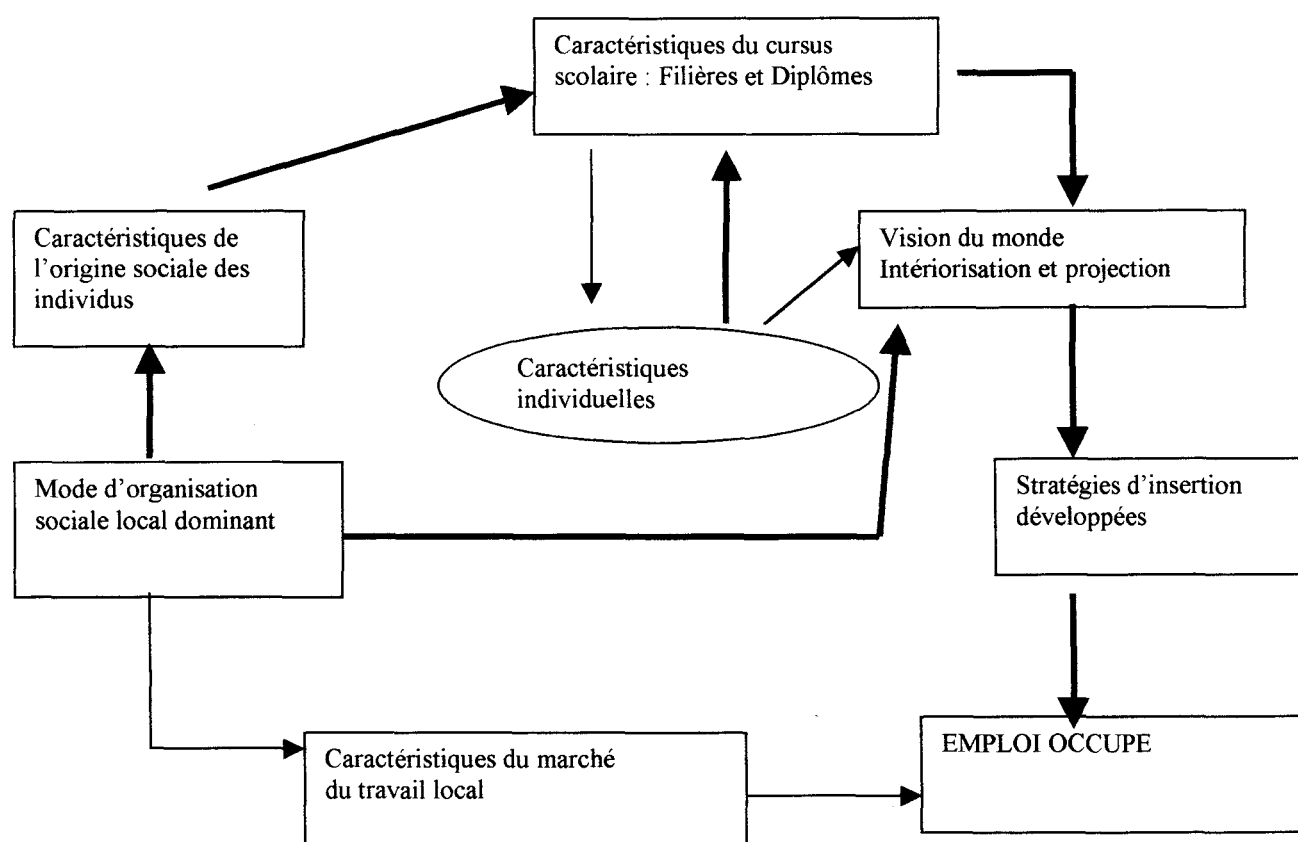 Caractéristiques du cursus
scolaire : Filières et Diplômes
Caractéristiques de
l'origine sociale des
individus
Vision du monde
Intériorisation et projection
Caractéristiques
individuelles
Mode d'organisation
sociale local dominant
Stratégies d'insertion
développées
Caractéristiques du marché
du travail local
EMPLOI OCCUPE